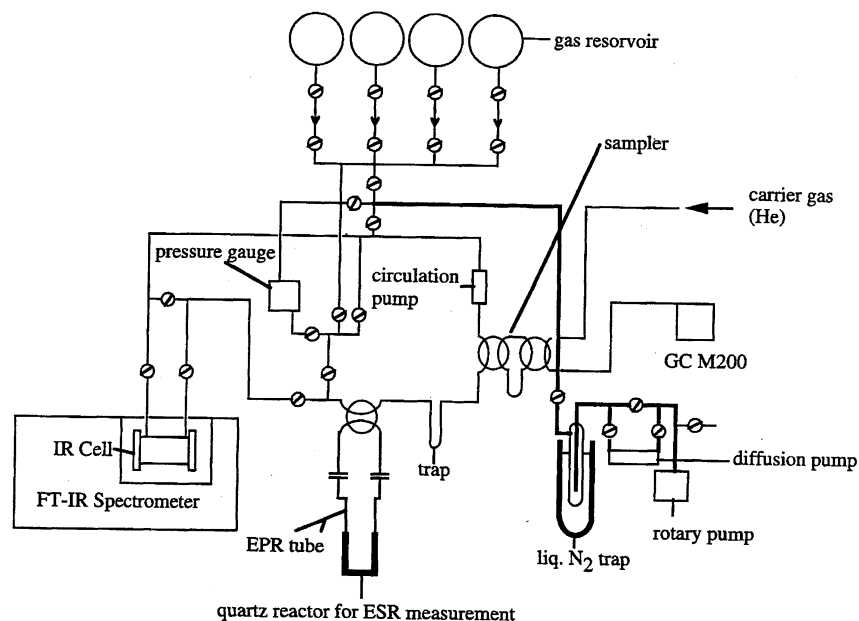 gas resorvoir
sampler
carrier gas
(He)
pressure gauge
circulation
pump
GC M200
IR Cell
FT-IR Spectrometer
trap
diffusion pump
EPR tube
rotary pump
liq. N2 trap
quartz reactor for ESR measurement